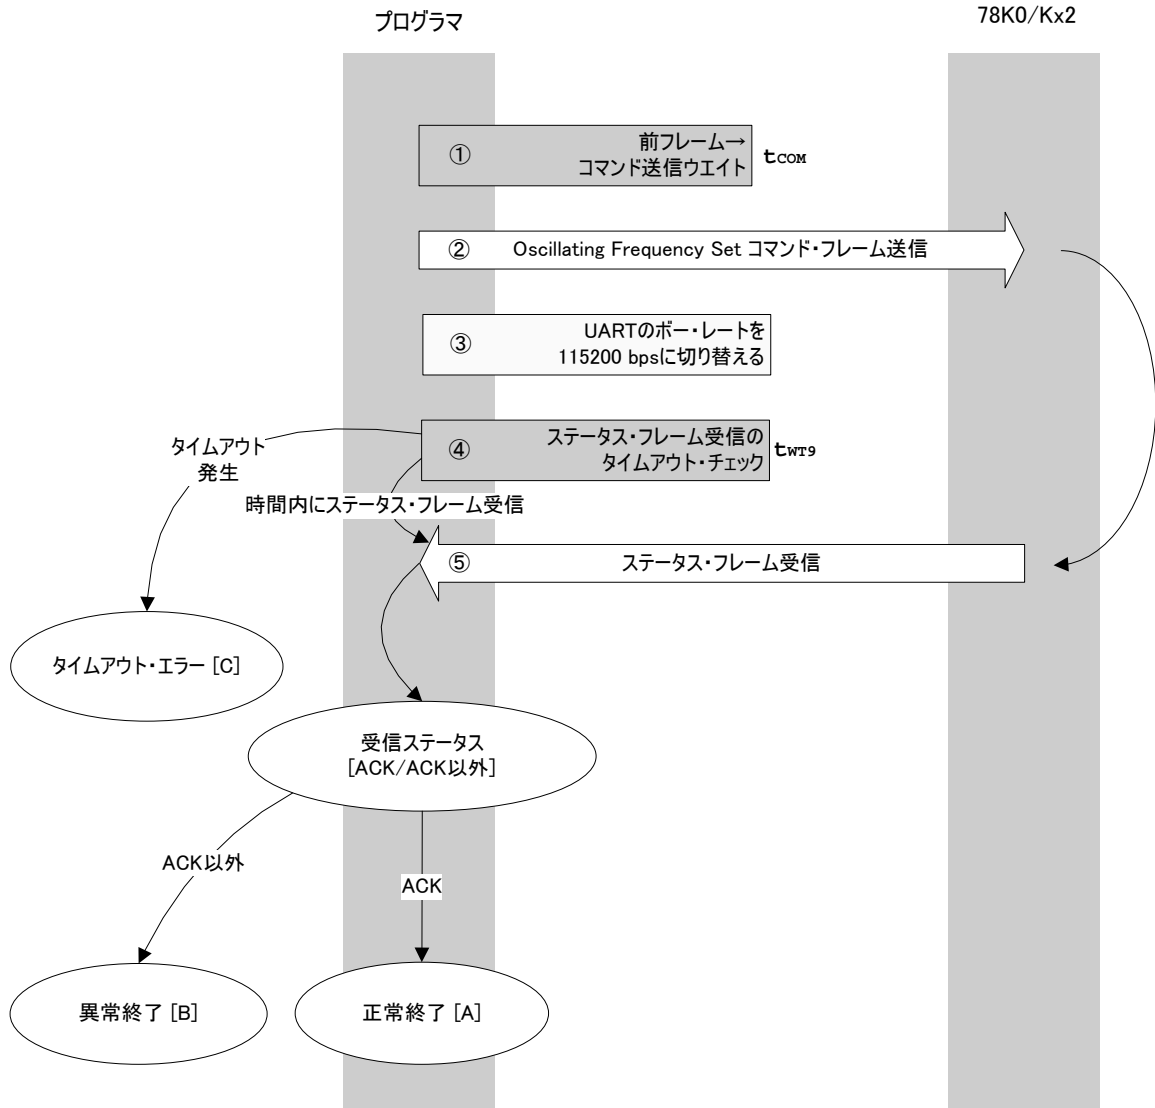 プログラマ
78K0/Kx2
①
前フレーム→
コマンド送信ウエイト
tCOM
② Oscillating Frequency Set コマンド・フレーム送信
③
UARTのボー・レートを
115200 bpsに切り替える
④
ステータス・フレーム受信の
タイムアウト・チェック
tWT9
タイムアウト
発生
時間内にステータス・フレーム受信
⑤ ステータス・フレーム受信
タイムアウト・エラー [C]
受信ステータス
[ACK/ACK以外]
ACK以外
ACK
異常終了 [B]
正常終了 [A]